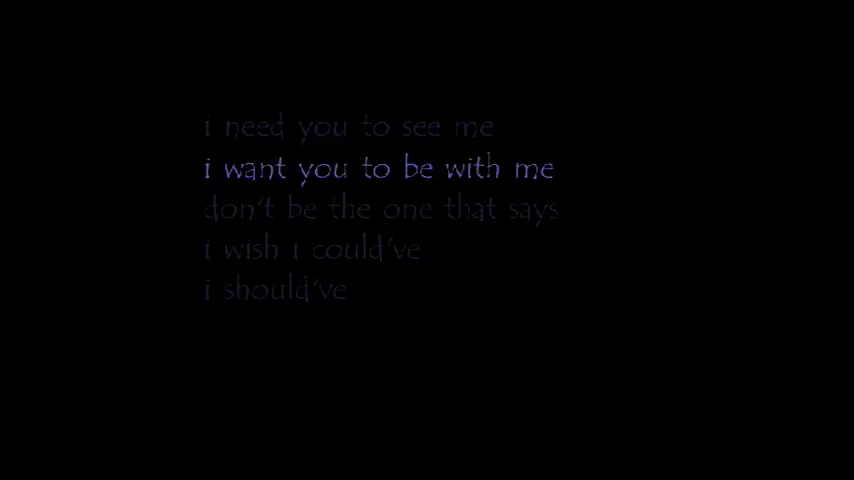 i need you to see me
i want you to be with me
don't be the one that says
i wish i could've
i should've